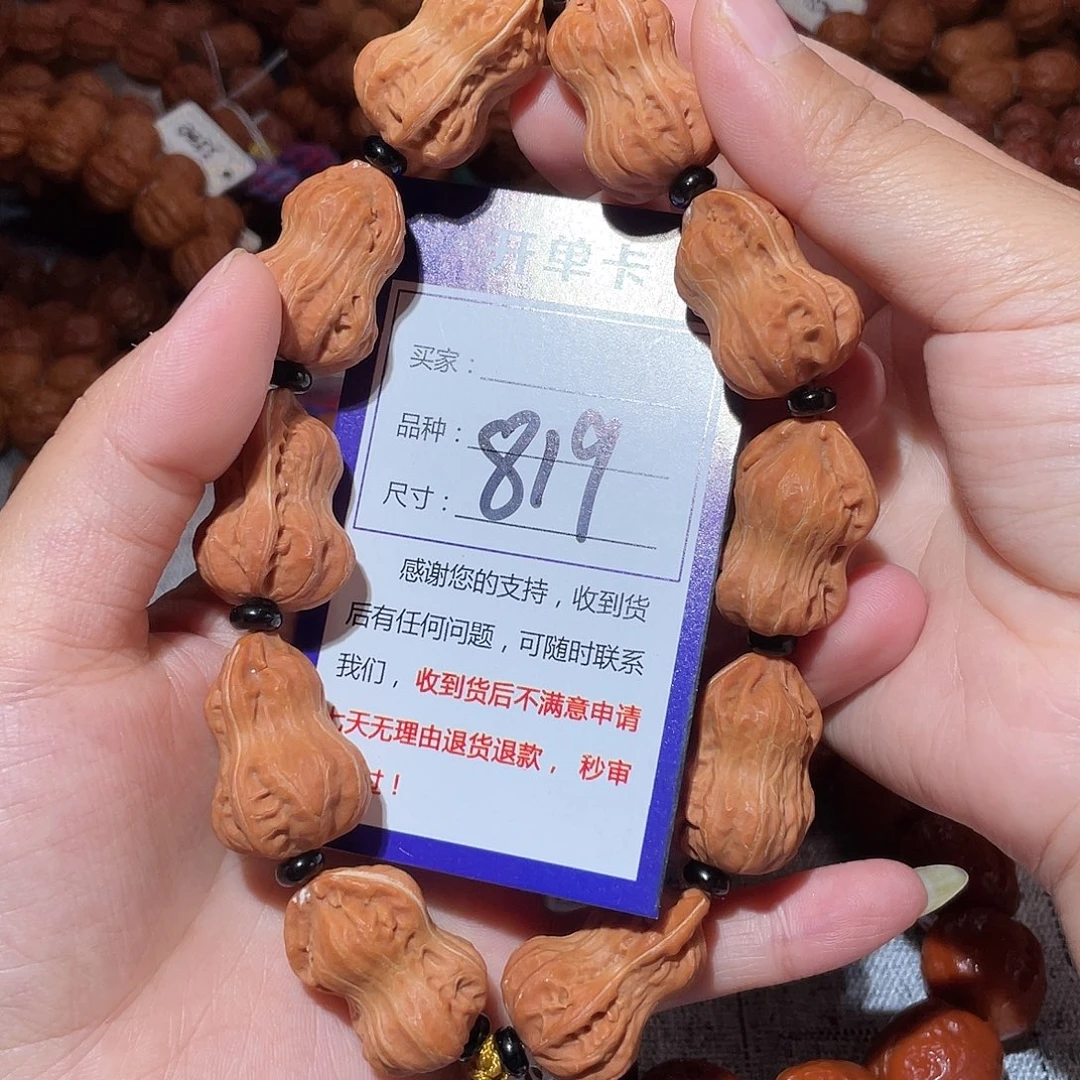 开单卡
买家：
品种：
819
尺寸：
感谢您的支持，收到货
后有任何问题，可随时联系
我们，收到货后不满意申请
七天无理由退货退款，秒审
过！